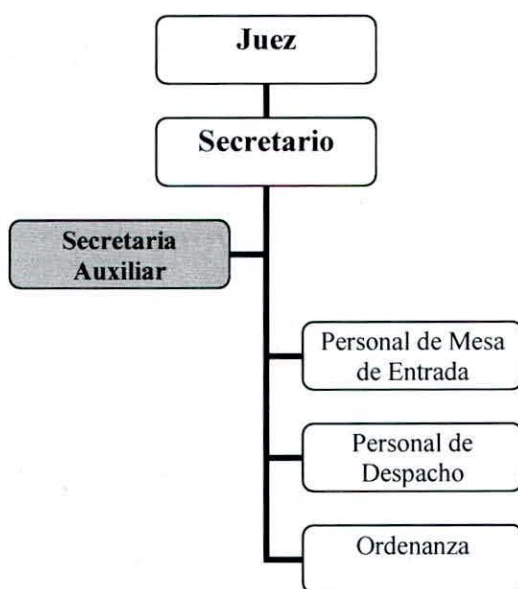 Juez
Secretario
Secretaria
Auxiliar
Personal de Mesa
de Entrada
Personal de
Despacho
Ordenanza